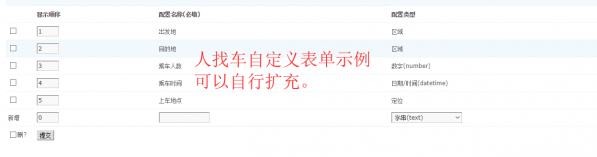 显示顺序 配置名称(必填) 配置类型
1 出发地 区域
2 目的地 区域
3 乘车人数 数字(number)
4 乘车时间 日期/时间(datetime)
5 上车地点 定位
新增 0 字串(text)
删? 提交
人找车自定义表单示例
可以自行扩充。